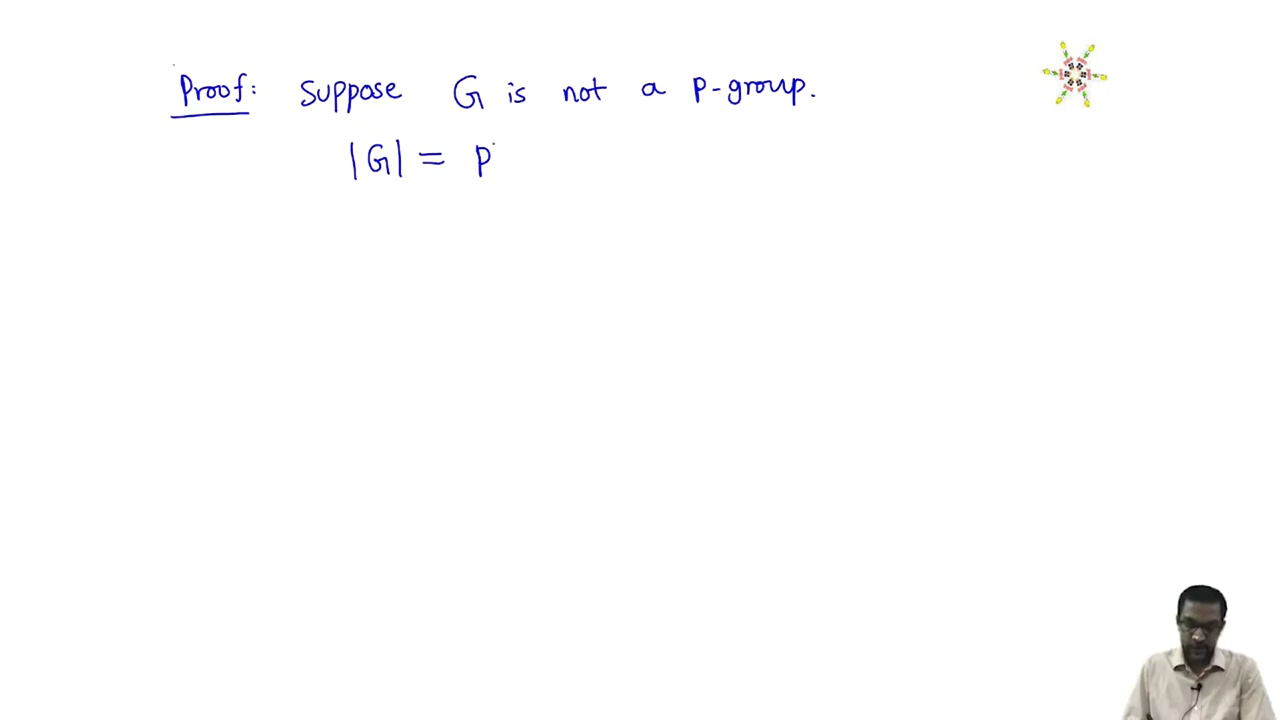 Proof: Suppose G is not a p-group.
|G| = p